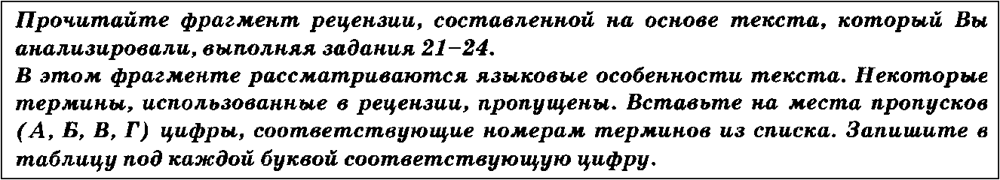 Прочитайте фрагмент рецензии, составленной на основе текста, который Вы
анализировали, выполняя задания 21–24.
В этом фрагменте рассматриваются языковые особенности текста. Некоторые
термины, использованные в рецензии, пропущены. Вставьте на места пропусков
(А, Б, В, Г) цифры, соответствующие номерам терминов из списка. Запишите в
таблицу под каждой буквой соответствующую цифру.